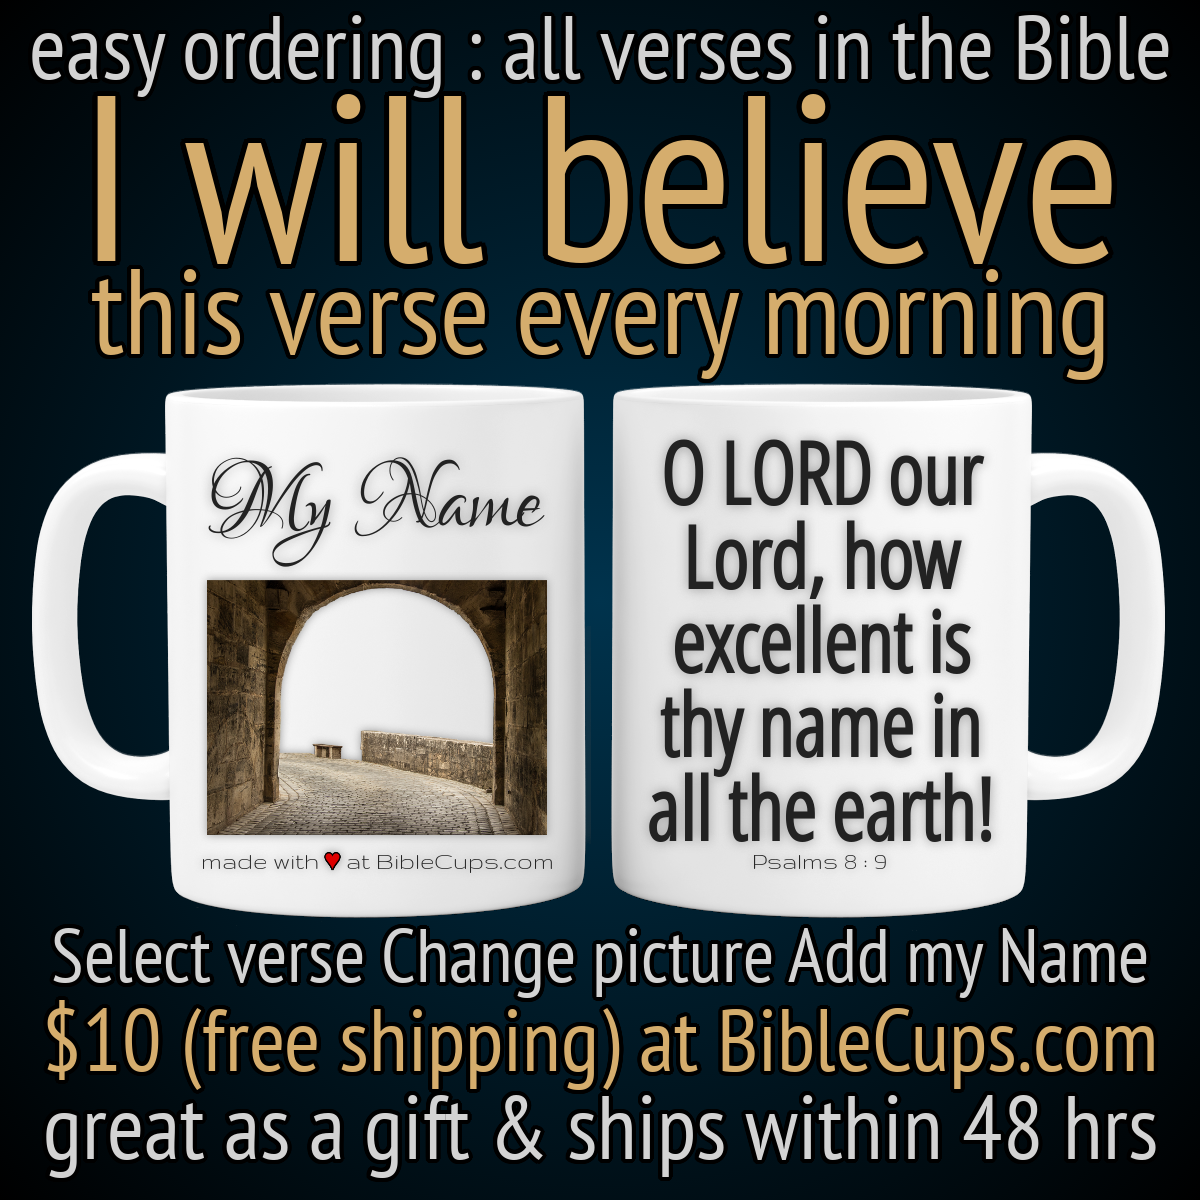 easy ordering : all verses in the Bible
I will believe
this verse every morning
My Name
made with ♥ at BibleCups.com
O LORD our
Lord, how
excellent is
thy name in
all the earth!
Psalms 8 : 9
Select verse Change picture Add my Name
$10 (free shipping) at BibleCups.com
great as a gift & ships within 48 hrs